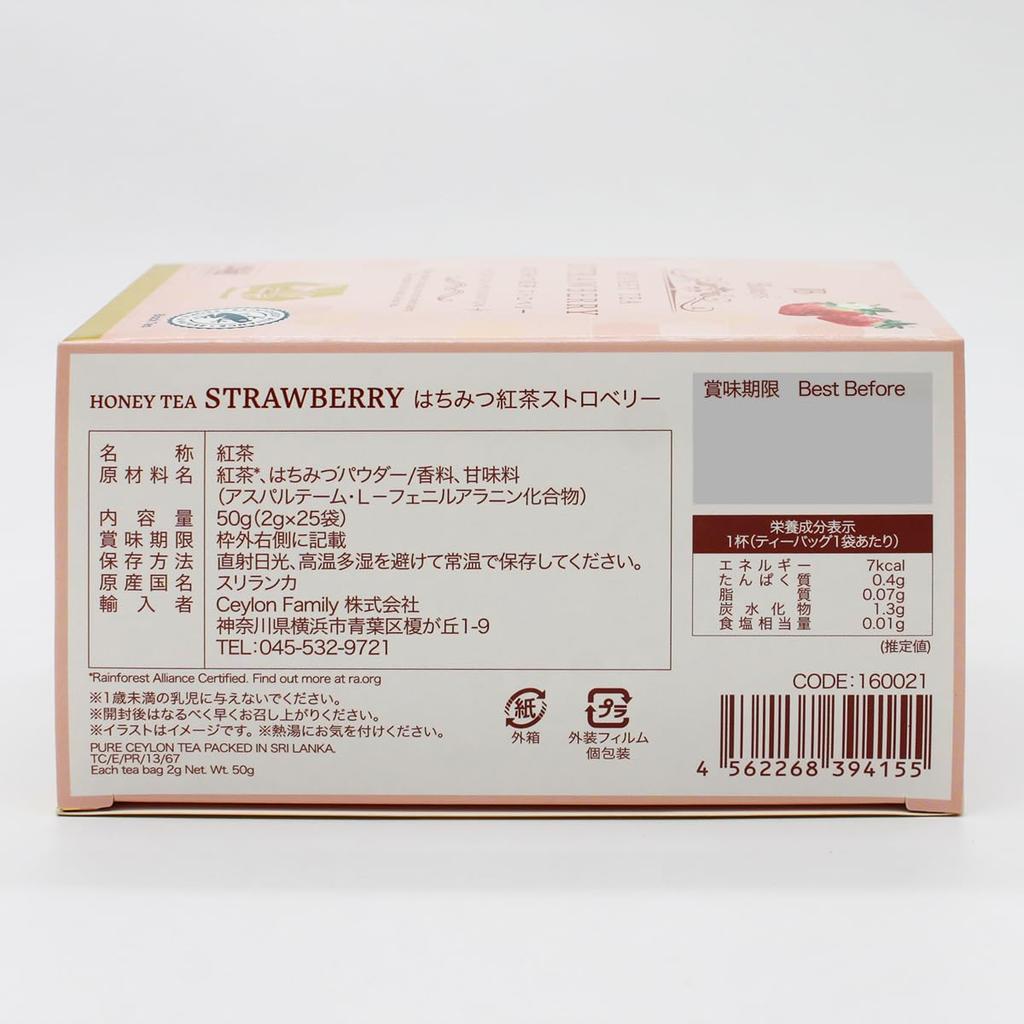 HONEY TEA
STRAWBERRY
HONEY TEA STRAWBERRY はちみつ紅茶ストロベリー
名称 紅茶
原材料名 紅茶*、はちみつパウダー/香料、甘味料
(アスパルテーム・L-フェニルアラニン化合物)
内容量 50g(2g×25袋)
賞味期限 枠外右側に記載
保存方法 直射日光、高温多湿を避けて常温で保存してください。
原産国名 スリランカ
輸入者 Ceylon Family 株式会社
神奈川県横浜市青葉区榎が丘1-9
TEL:045-532-9721
*Rainforest Alliance Certified. Find out more at ra.org
※1歳未満の乳児に与えないでください。
※開封後はなるべく早くお召し上がりください。
※イラストはイメージです。※熱湯にお気を付けください。
PURE CEYLON TEA PACKED IN SRI LANKA.
TC/E/PR/13/67
Each tea bag 2g Net. Wt. 50g
紙
外箱
プラ
外装フィルム
個包装
賞味期限 Best Before
栄養成分表示
1杯(ティーバッグ1袋あたり)
エネルギー 7kcal
たんぱく質 0.4g
脂質 0.07g
炭水化物 1.3g
食塩相当量 0.01g
(推定値)
CODE:160021
4 562268 394155